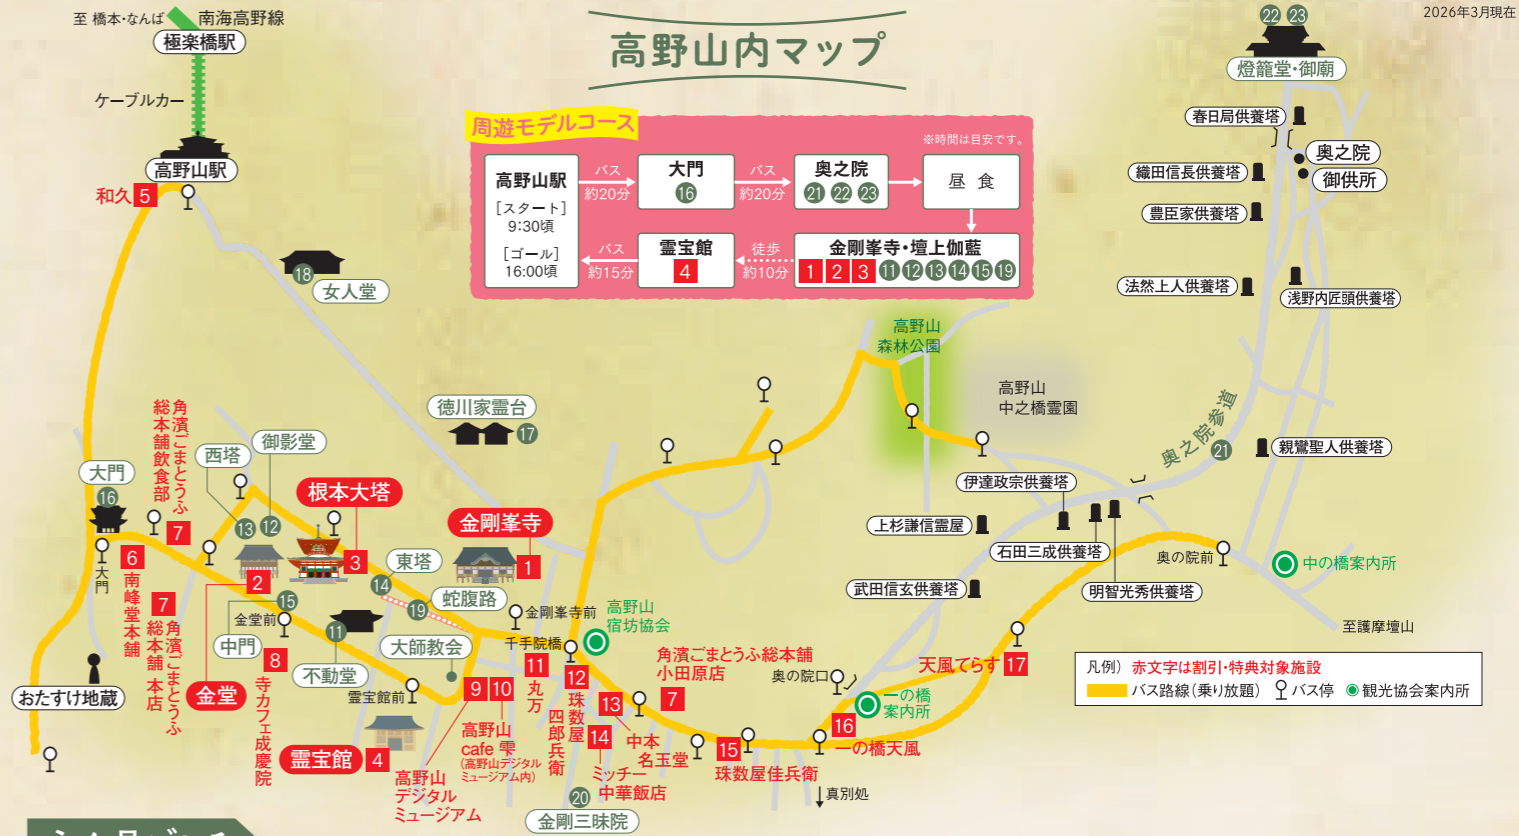 高野山内マップ
2026年3月現在
至 橋本・なんば
南海高野線
極楽橋駅
ケーブルカー
高野山駅
和久 5
周遊モデルコース
※時間は目安です。
高野山駅
[スタート]
9:30頃
[ゴール]
16:00頃
バス
約20分
大門
16
バス
約20分
奥之院
21 22 23
昼 食
金剛峯寺・壇上伽藍
1 2 3 11 12 13 14 15 19
徒歩
約10分
霊宝館
4
バス
約15分
22 23
燈籠堂・御廟
春日局供養塔
奥之院
御供所
織田信長供養塔
豊臣家供養塔
法然上人供養塔
浅野内匠頭供養塔
18
女人堂
高野山
森林公園
高野山
中之橋霊園
徳川家霊台
17
奥之院参道
21
親鸞聖人供養塔
伊達政宗供養塔
上杉謙信霊屋
石田三成供養塔
明智光秀供養塔
武田信玄供養塔
奥の院前
中の橋案内所
至護摩壇山
角濱ごまとうふ
総本舗飲食部
7
大門
16
大門
西塔
13
御影堂
12
根本大塔
3
金剛峯寺
1
6
南峰堂本舗
7
角濱ごまとうふ
総本舗 本店
2
金堂
15
中門
金堂前
11
不動堂
東塔
14
19
蛇腹路
大師教会
金剛峯寺前
千手院橋
高野山
宿坊協会
8
寺カフェ成慶院
おたすけ地蔵
霊宝館前
霊宝館 4
9
高野山
デジタル
ミュージアム
10
高野山
cafe 雫
(高野山デジタル
ミュージアム内)
11
丸万
12
珠数屋
四郎兵衛
13
中本
名玉堂
14
ミッチー
中華飯店
角濱ごまとうふ総本舗
小田原店
7
20
金剛三昧院
15
珠数屋佳兵衛
奥の院口
一の橋
案内所
16
一の橋天風
天風てらす 17
真別処
凡例) 赤文字は割引・特典対象施設
バス路線(乗り放題) バス停 観光協会案内所